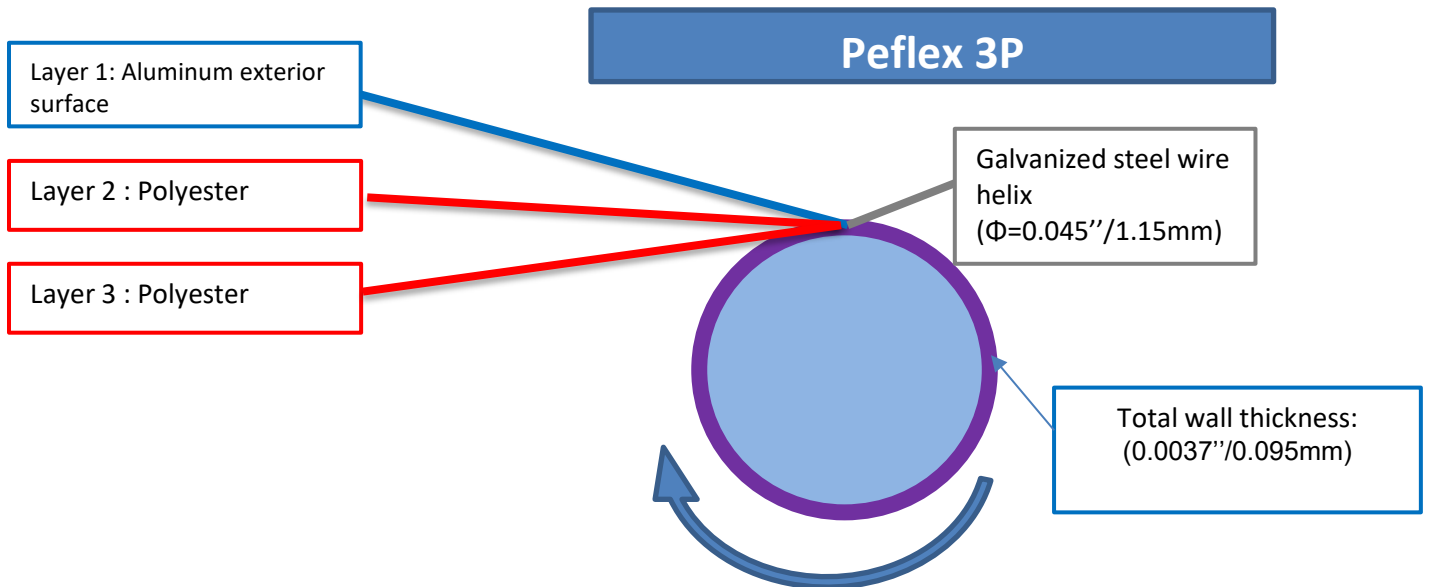 Peflex 3P
Layer 1: Aluminum exterior
surface
Layer 2 : Polyester
Layer 3 : Polyester
Galvanized steel wire
helix
(Φ=0.045’’/1.15mm)
Total wall thickness:
(0.0037’’/0.095mm)